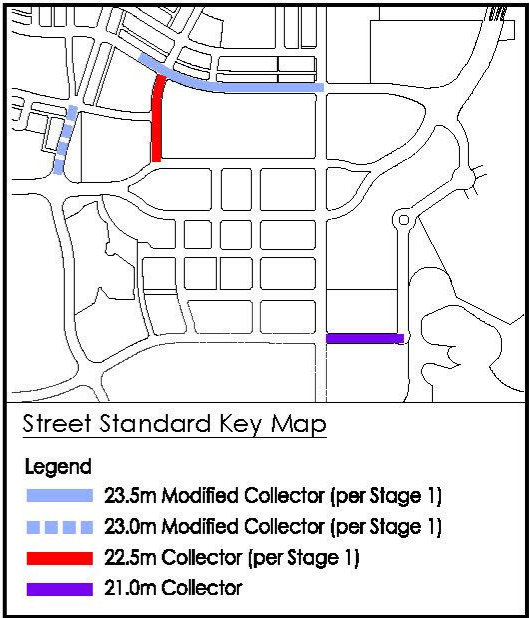 Street Standard Key Map
Legend
23.5m Modified Collector (per Stage 1)
23.0m Modified Collector (per Stage 1)
22.5m Collector (per Stage 1)
21.0m Collector